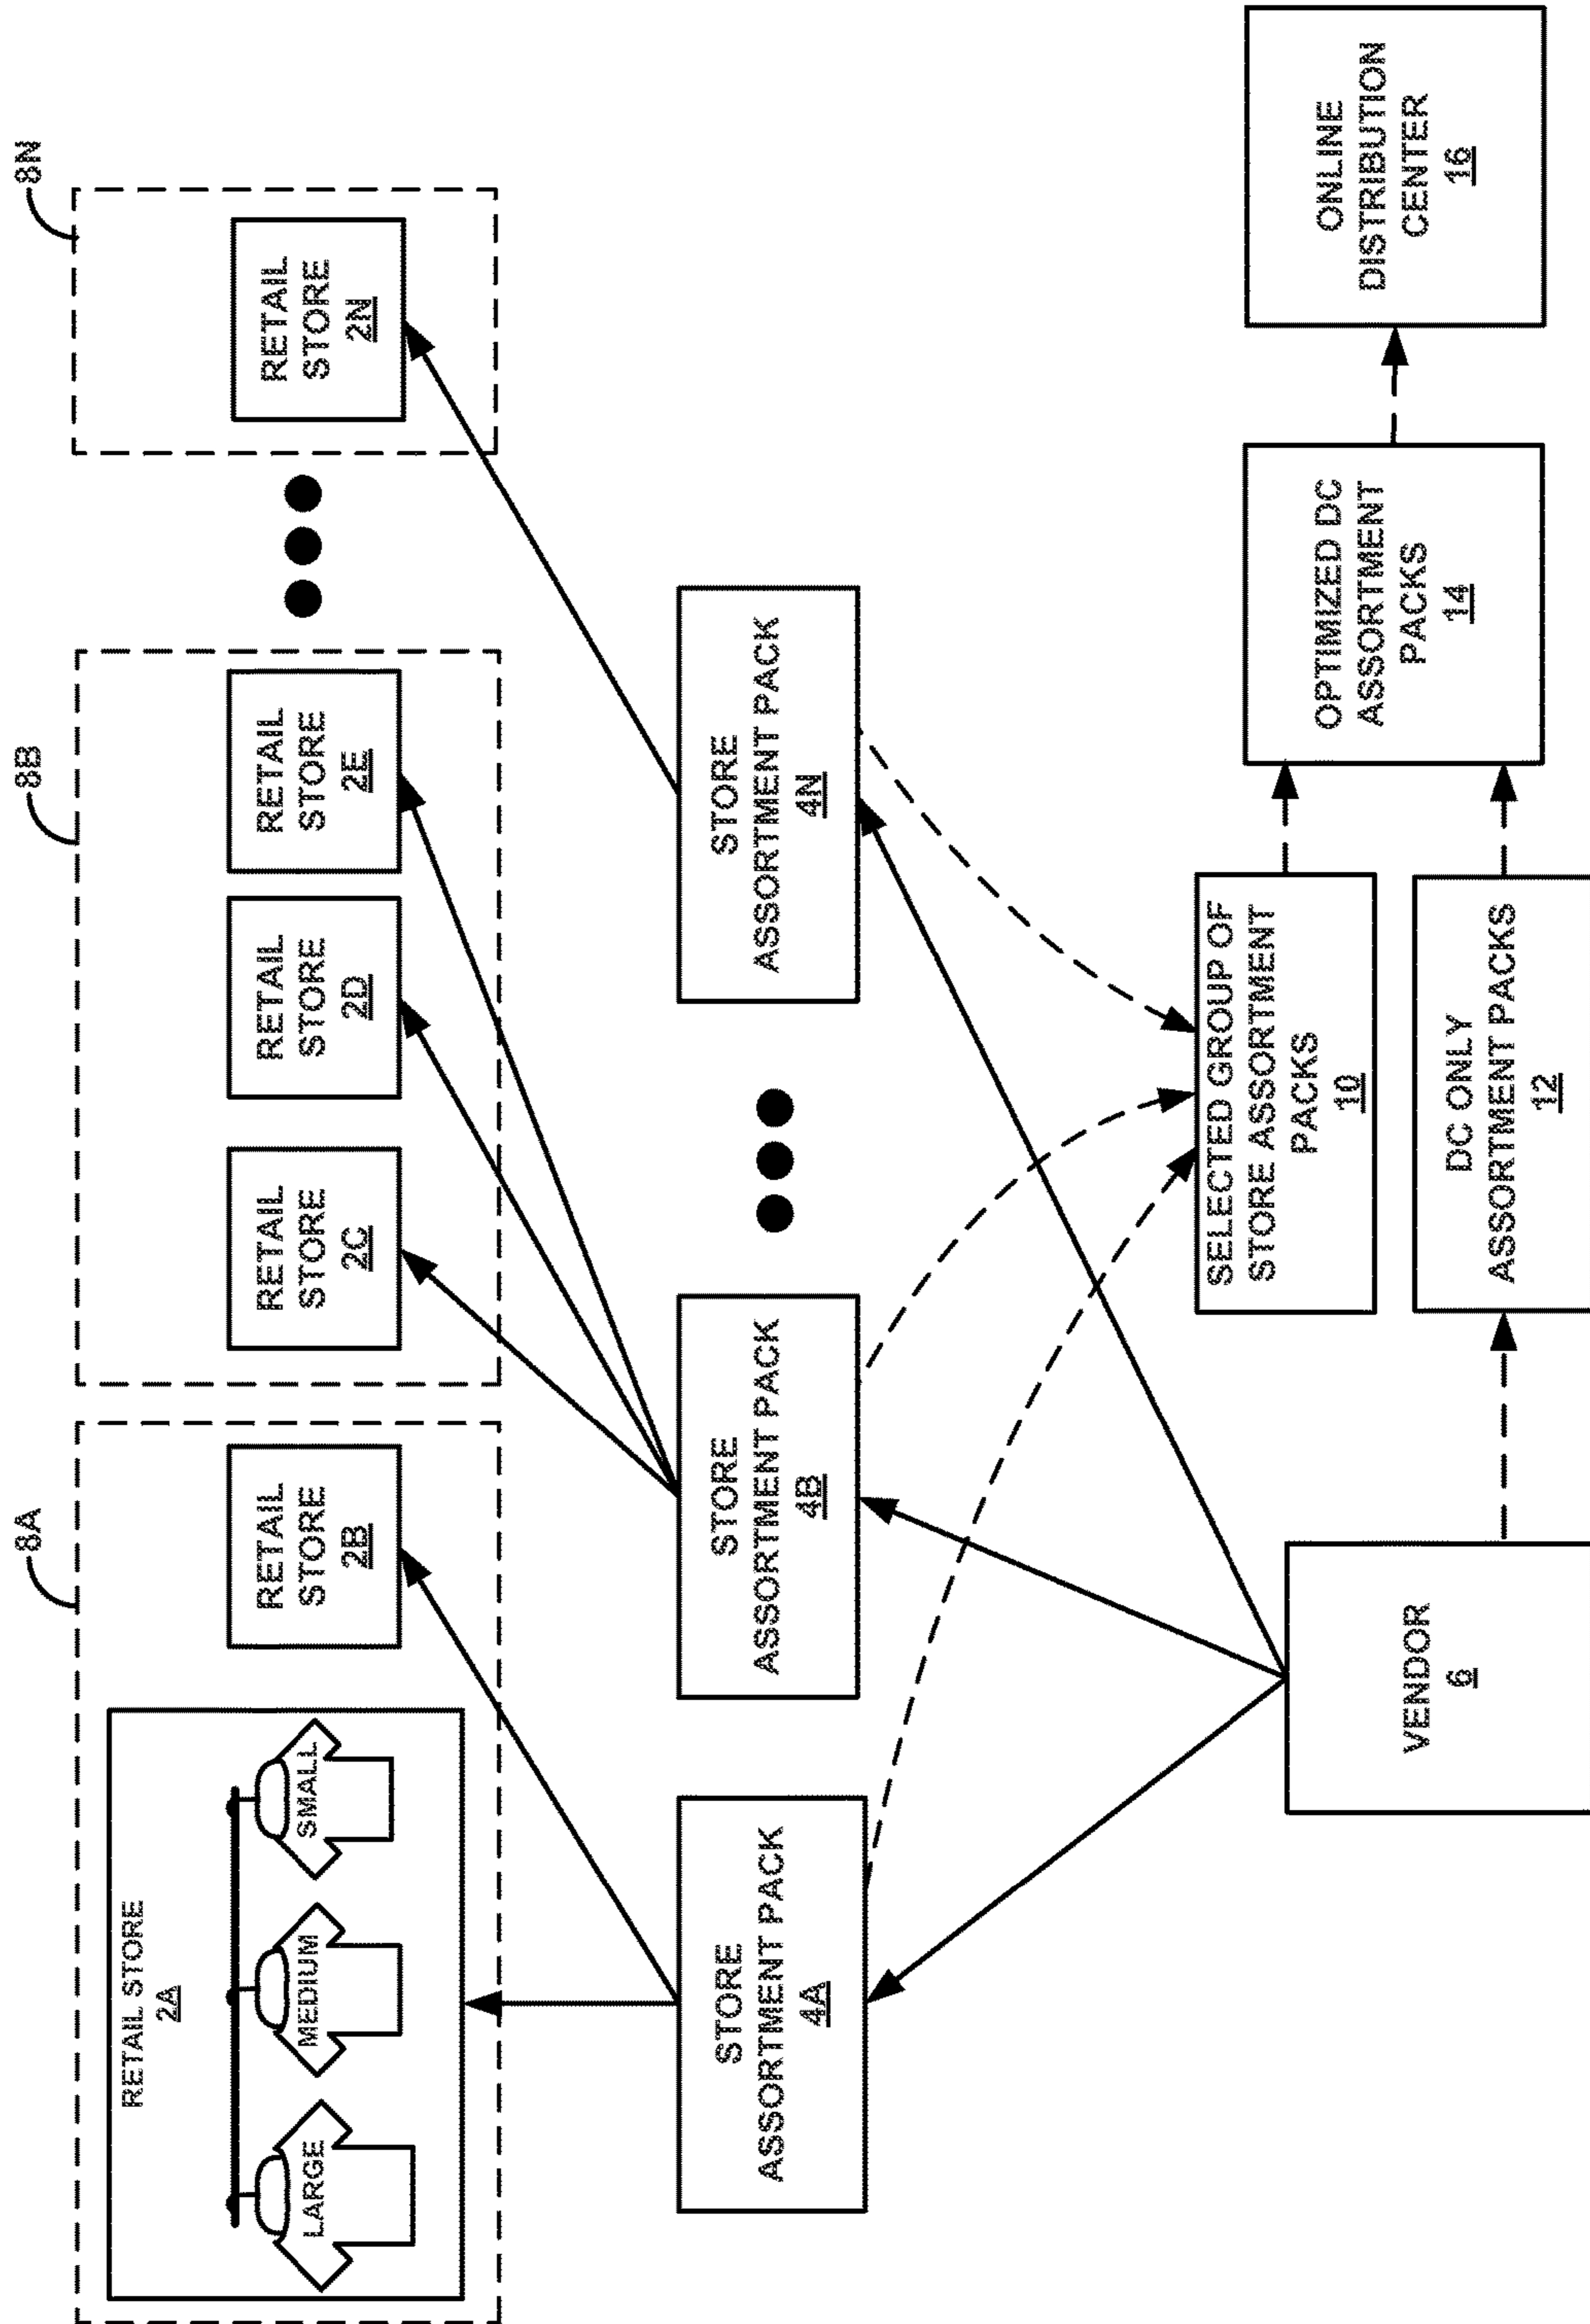 8A
8B
8N
RETAIL STORE
2A
LARGE
MEDIUM
SMALL
RETAIL
STORE
2B
RETAIL
STORE
2C
RETAIL
STORE
2D
RETAIL
STORE
2E
RETAIL
STORE
2N
STORE
ASSORTMENT PACK
4A
STORE
ASSORTMENT PACK
4B
STORE
ASSORTMENT PACK
4N
VENDOR
6
SELECTED GROUP OF
STORE ASSORTMENT
PACKS
10
DC ONLY
ASSORTMENT PACKS
12
OPTIMIZED DC
ASSORTMENT
PACKS
14
ONLINE
DISTRIBUTION
CENTER
16